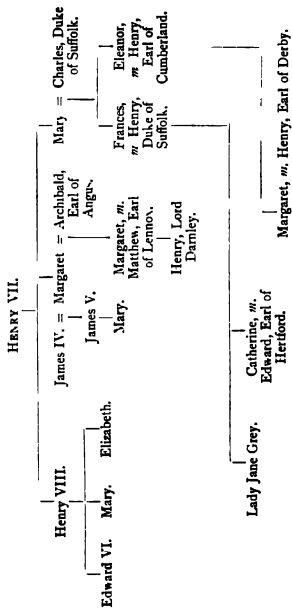 HENRY VII.
Henry VIII.
James IV. = Margaret = Archibald,
Earl of
Angus.
Mary = Charles, Duke
of Suffolk.
Edward VI. Mary. Elizabeth.
James V.
Mary.
Margaret, m.
Matthew, Earl
of Lennox.
Henry, Lord
Darnley.
Frances,
m Henry,
Duke of
Suffolk.
Eleanor,
m Henry,
Earl of
Cumberland.
Lady Jane Grey.
Catherine, m.
Edward, Earl of
Hertford.
Margaret, m. Henry, Earl of Derby.